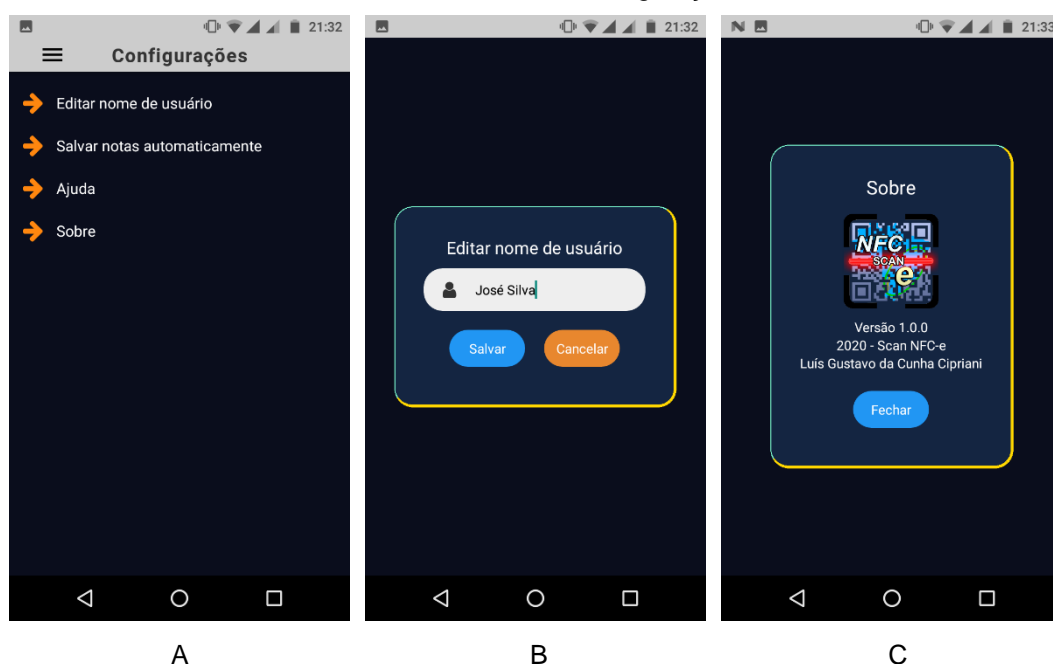 21:32
Configurações
Editar nome de usuário
Salvar notas automaticamente
Ajuda
Sobre
A
21:32
Editar nome de usuário
José Silva
Salvar Cancelar
B
21:33
Sobre
NFC
SCAN
e
Versão 1.0.0
2020 - Scan NFC-e
Luís Gustavo da Cunha Cipriani
Fechar
C